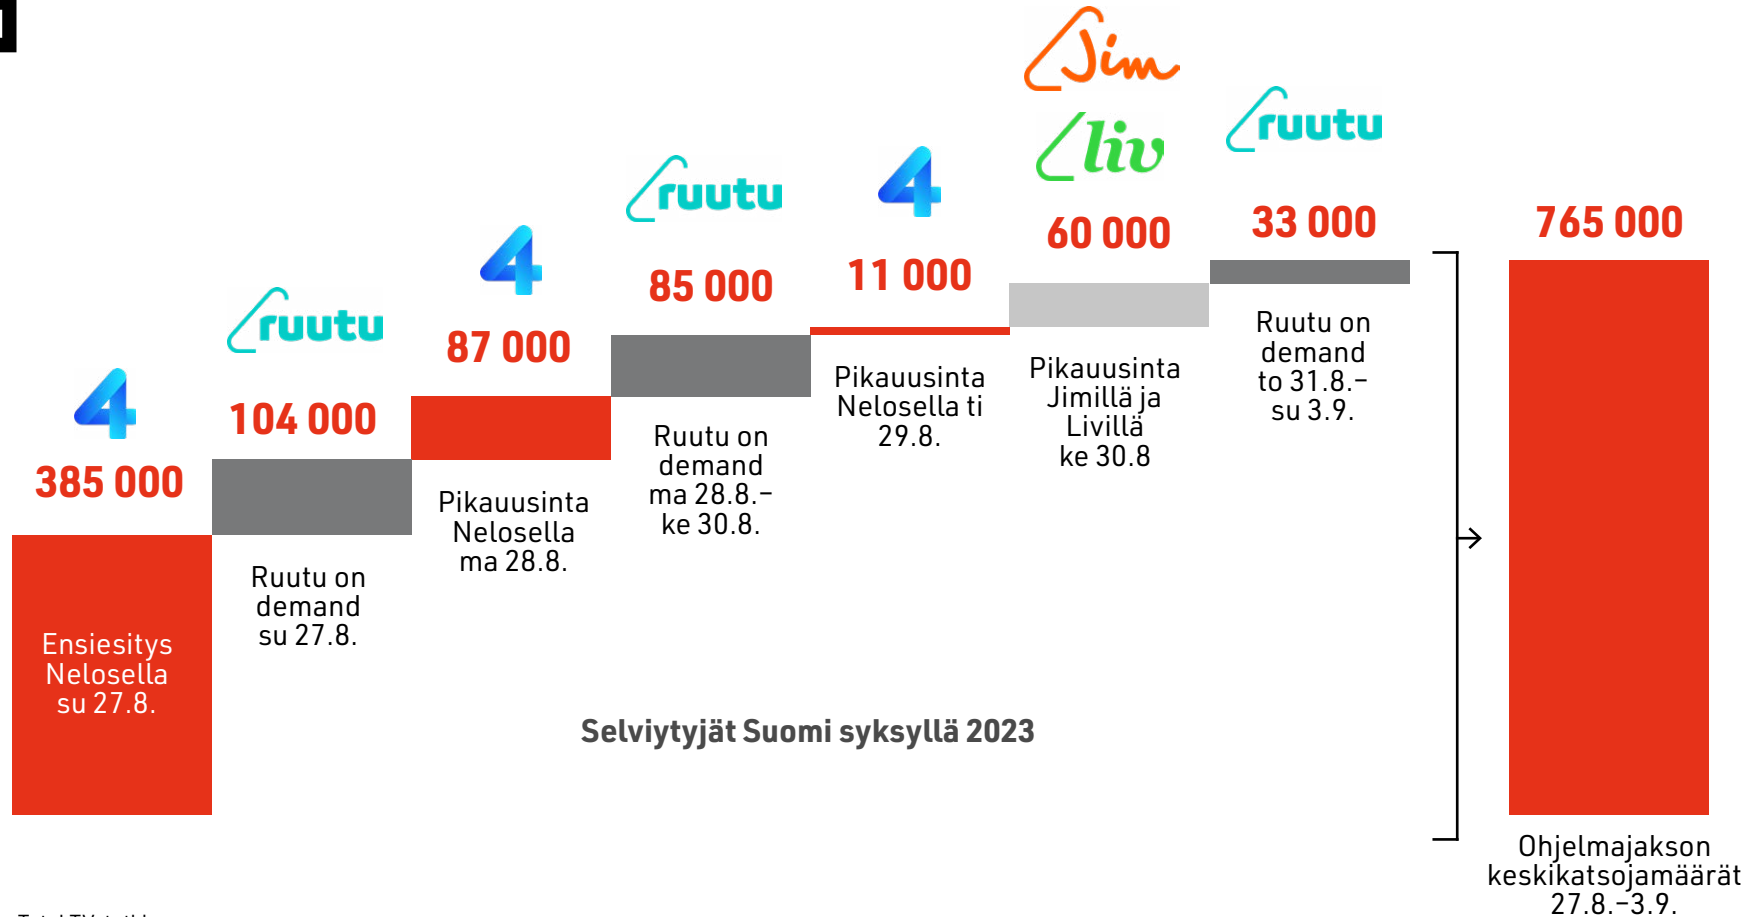 4
385 000
Ensiesitys
Nelosella
su 27.8.
ruutu
104 000
Ruutu on
demand
su 27.8.
4
87 000
Pikauusinta
Nelosella
ma 28.8.
ruutu
85 000
Ruutu on
demand
ma 28.8.–
ke 30.8.
4
11 000
Pikauusinta
Nelosella ti
29.8.
Jim
liv
60 000
Pikauusinta
Jimillä ja
Livillä
ke 30.8
ruutu
33 000
Ruutu on
demand
to 31.8.–
su 3.9.
765 000
Ohjelmajakson
keskikatsojamäärät
27.8.–3.9.
Selviytyjät Suomi syksyllä 2023